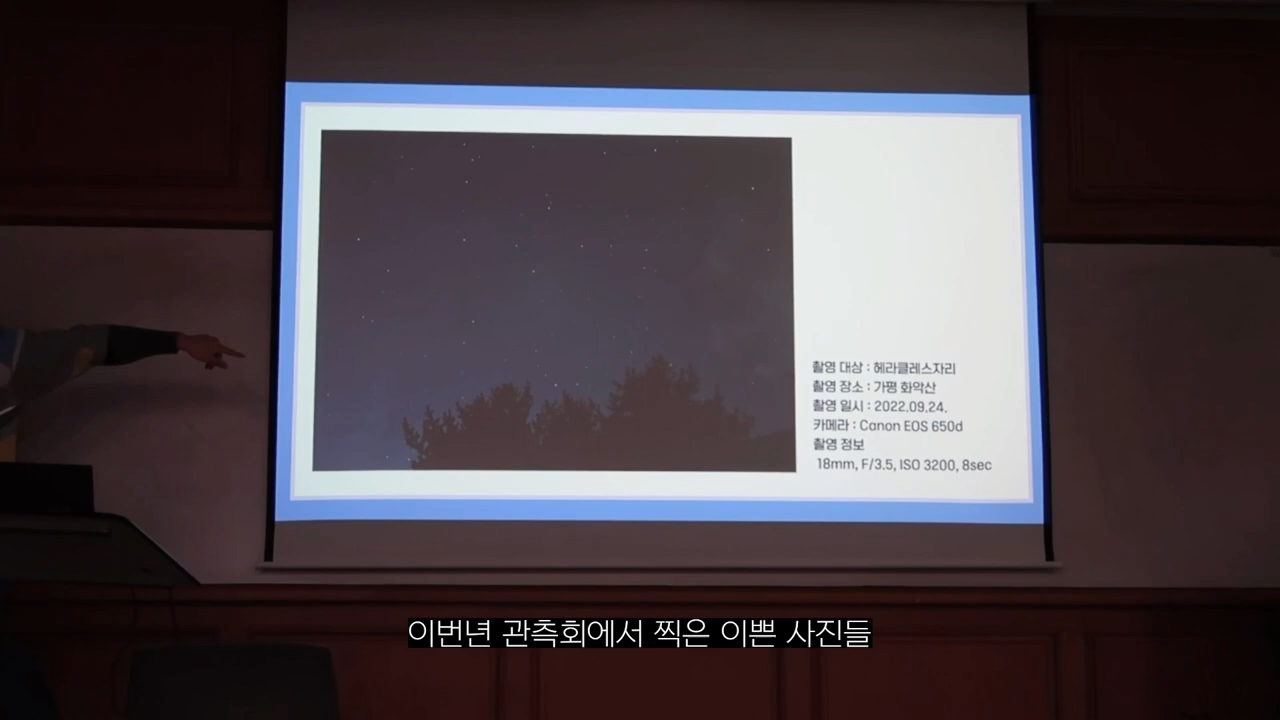 촬영 대상 : 헤라클레스자리
촬영 장소 : 가평 화악산
촬영 일시 : 2022.09.24.
카메라 : Canon EOS 650d
촬영 정보
18mm, F/3.5, ISO 3200, 8sec
이번년 관측회에서 찍은 이쁜 사진들